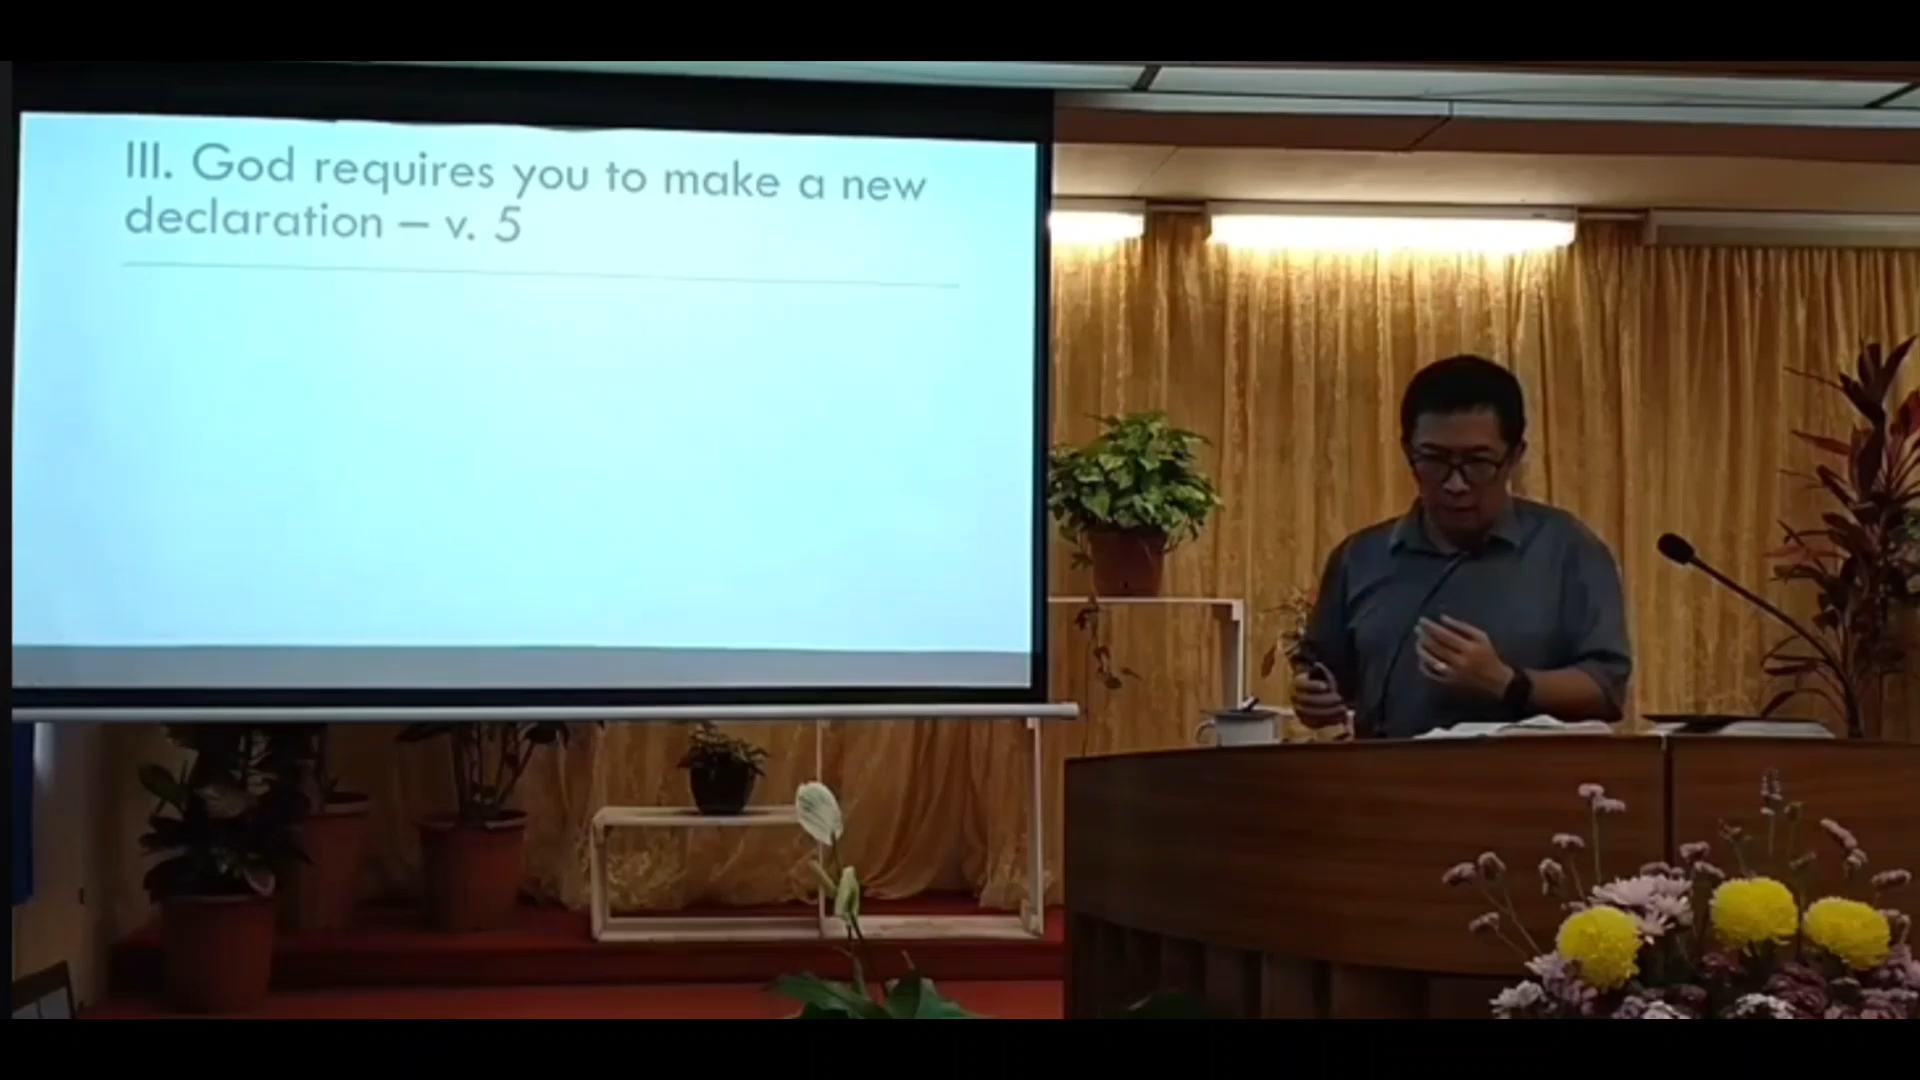 III. God requires you to make a new
declaration – v. 5